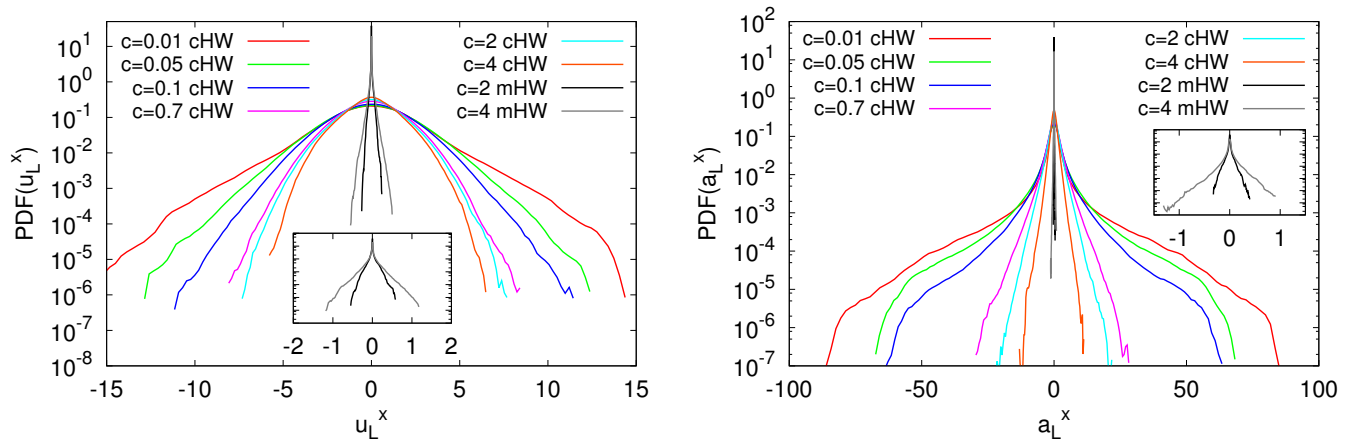 PDF(u_L^x)
10^1
10^0
10^-1
10^-2
10^-3
10^-4
10^-5
10^-6
10^-7
10^-8
c=0.01 cHW
c=0.05 cHW
c=0.1 cHW
c=0.7 cHW
c=2 cHW
c=4 cHW
c=2 mHW
c=4 mHW
-2 -1 0 1 2
-15 -10 -5 0 5 10 15
u_L^x
PDF(a_L^x)
10^2
10^1
10^0
10^-1
10^-2
10^-3
10^-4
10^-5
10^-6
10^-7
c=0.01 cHW
c=0.05 cHW
c=0.1 cHW
c=0.7 cHW
c=2 cHW
c=4 cHW
c=2 mHW
c=4 mHW
-1 0 1
-100 -50 0 50 100
a_L^x